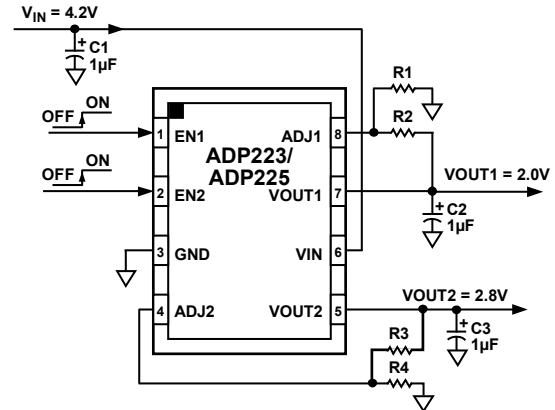 VIN = 4.2V
+ C1
1µF
OFF ON
OFF ON
1 EN1
2 EN2
3 GND
4 ADJ2
ADP223/
ADP225
ADJ1 8
VOUT1 7
VIN 6
VOUT2 5
R1
R2
VOUT1 = 2.0V
+ C2
1µF
VOUT2 = 2.8V
+ C3
1µF
R3
R4